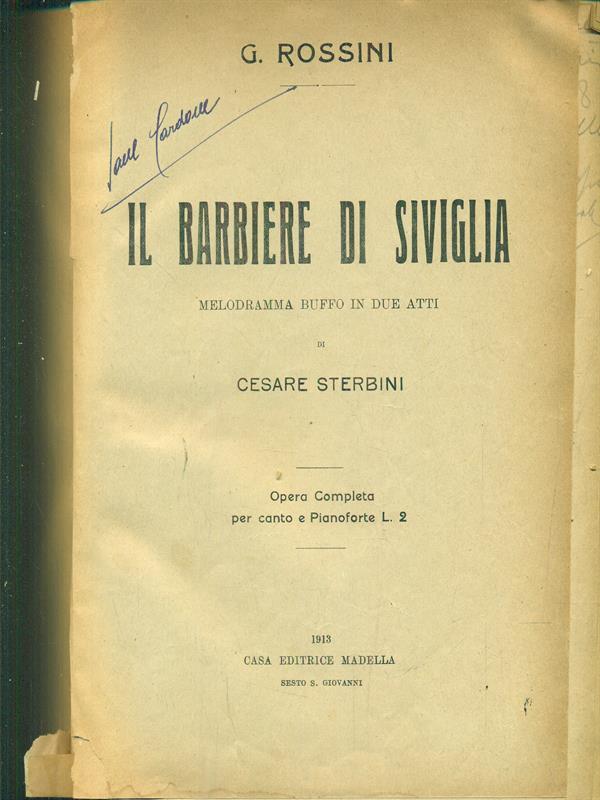 G. ROSSINI
IL BARBIERE DI SIVIGLIA
MELODRAMMA BUFFO IN DUE ATTI
DI
CESARE STERBINI
Opera Completa
per canto e Pianoforte L. 2
1913
CASA EDITRICE MADELLA
SESTO S. GIOVANNI